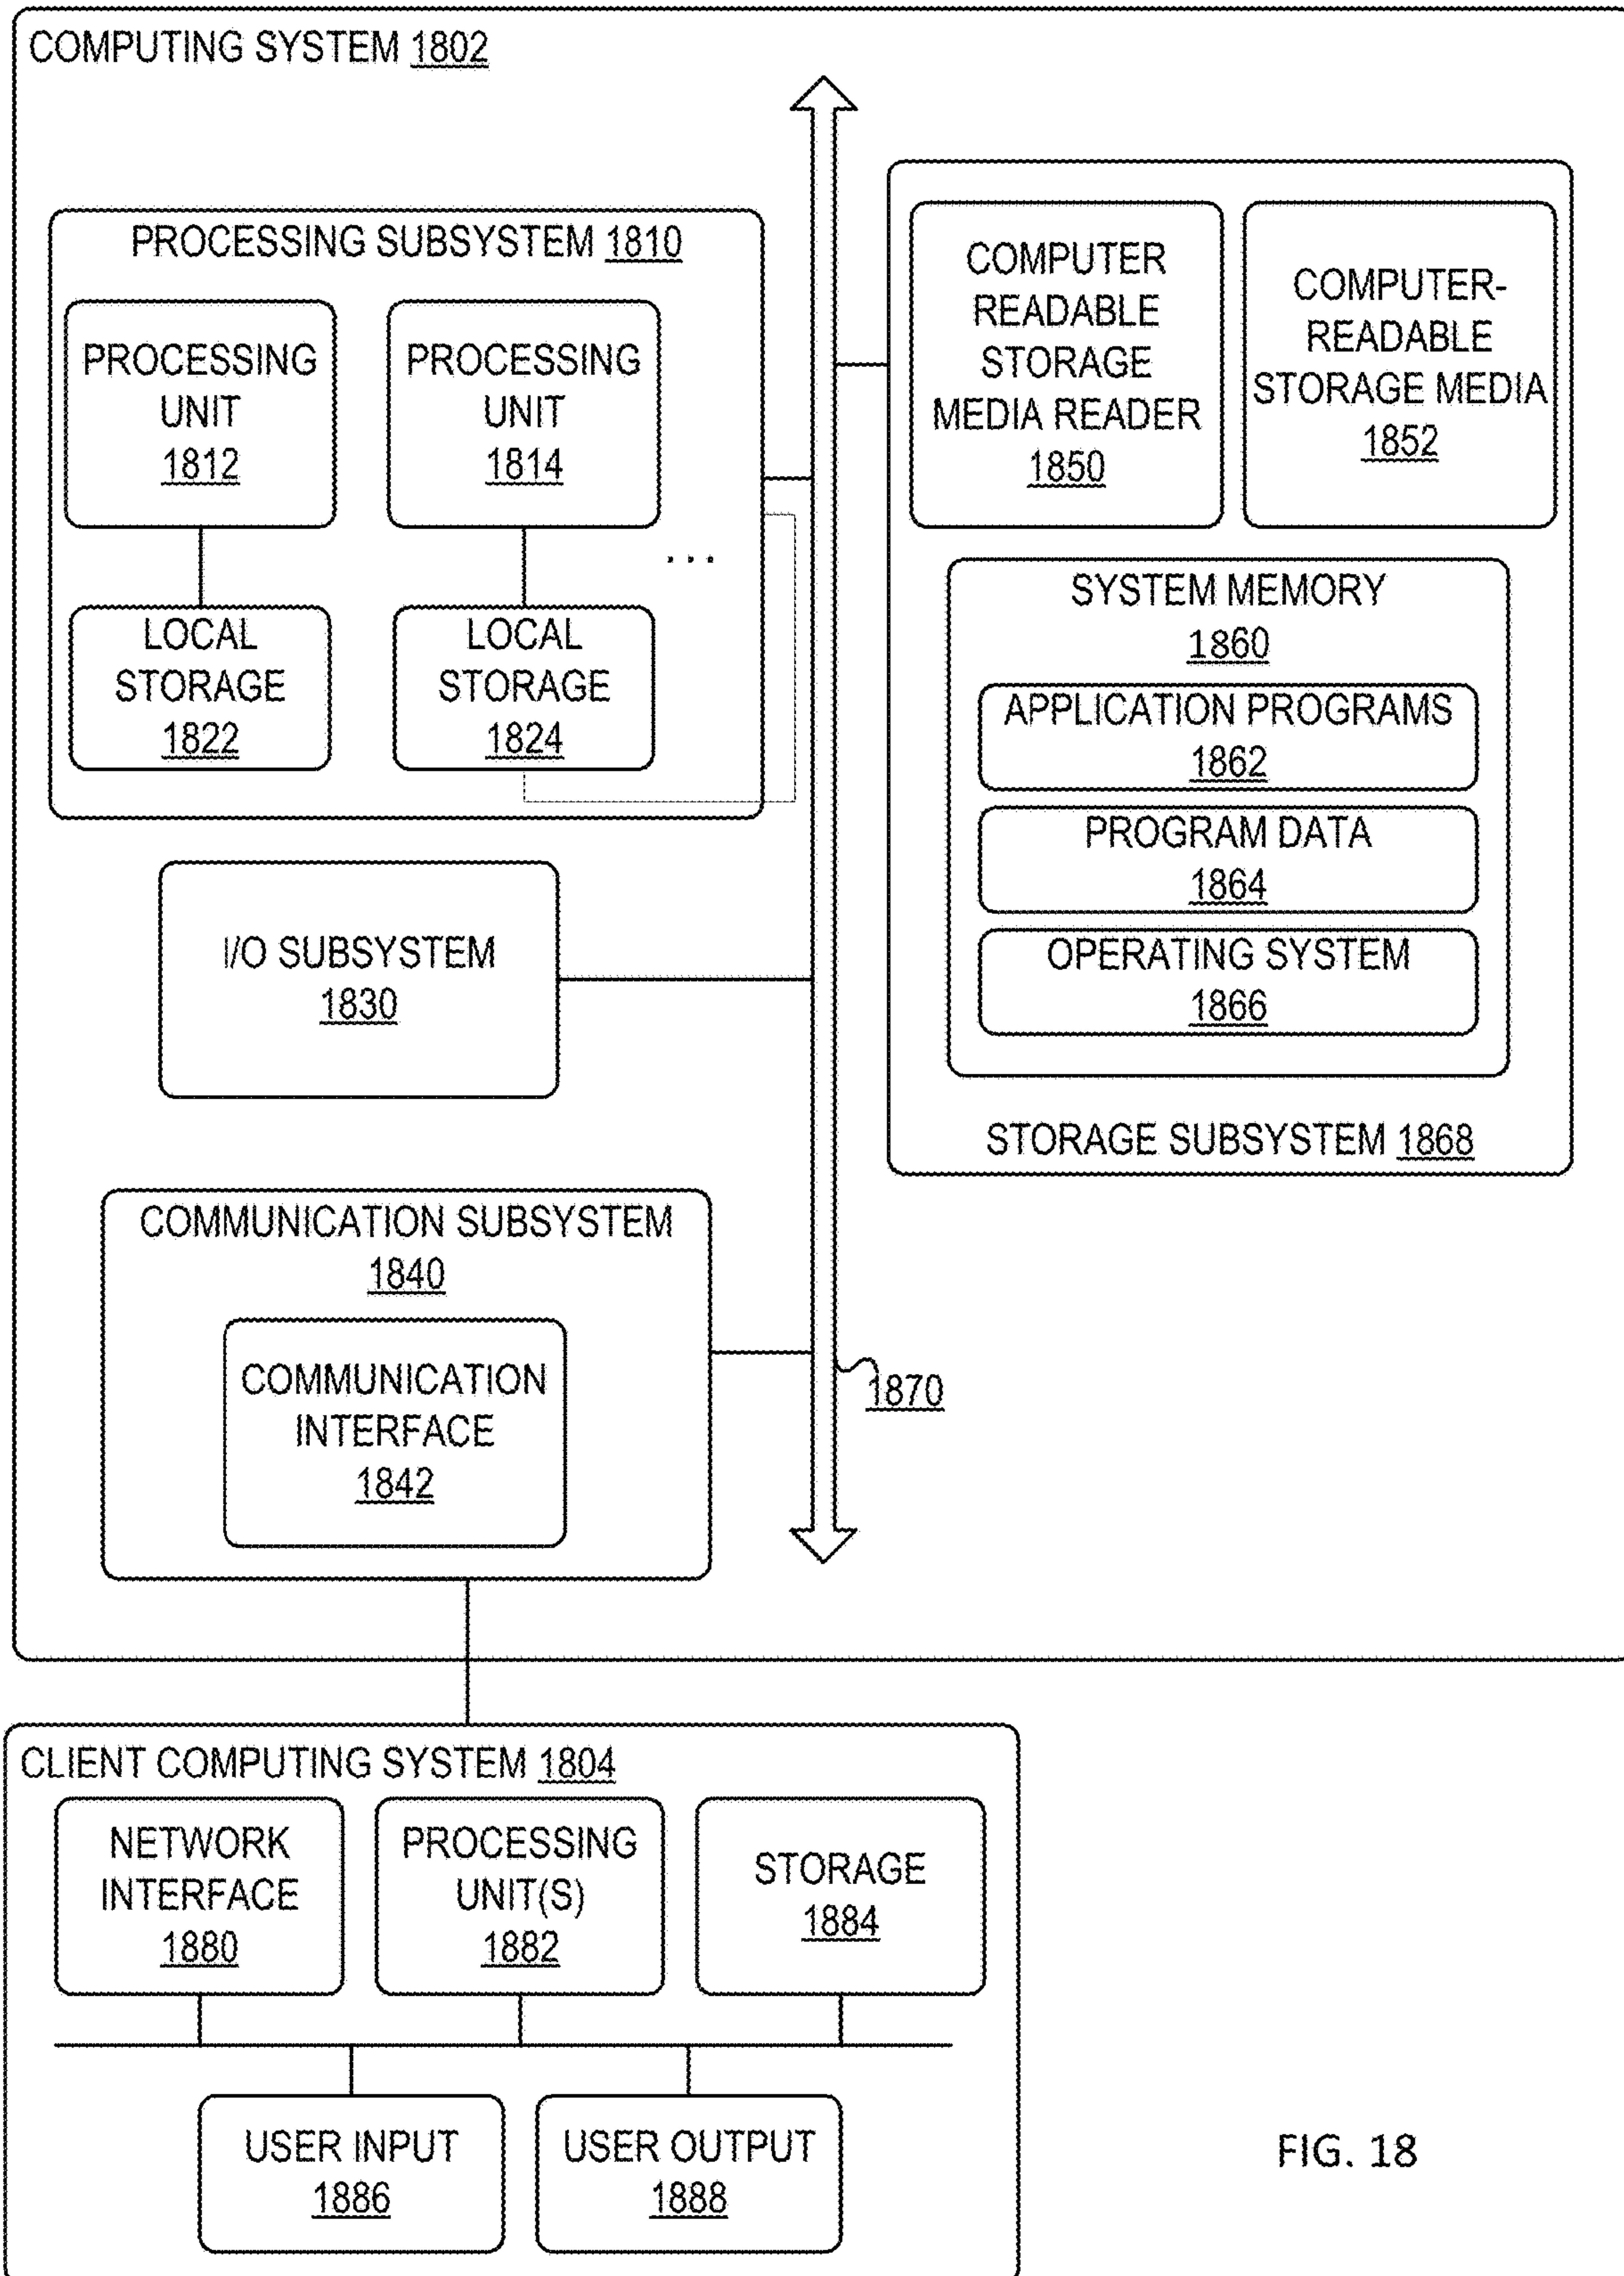 COMPUTING SYSTEM 1802
PROCESSING SUBSYSTEM 1810
PROCESSING
UNIT
1812
PROCESSING
UNIT
1814
...
LOCAL
STORAGE
1822
LOCAL
STORAGE
1824
I/O SUBSYSTEM
1830
COMMUNICATION SUBSYSTEM
1840
COMMUNICATION
INTERFACE
1842
COMPUTER
READABLE
STORAGE
MEDIA READER
1850
COMPUTER-
READABLE
STORAGE MEDIA
1852
SYSTEM MEMORY
1860
APPLICATION PROGRAMS
1862
PROGRAM DATA
1864
OPERATING SYSTEM
1866
STORAGE SUBSYSTEM 1868
1870
CLIENT COMPUTING SYSTEM 1804
NETWORK
INTERFACE
1880
PROCESSING
UNIT(S)
1882
STORAGE
1884
USER INPUT
1886
USER OUTPUT
1888
FIG. 18